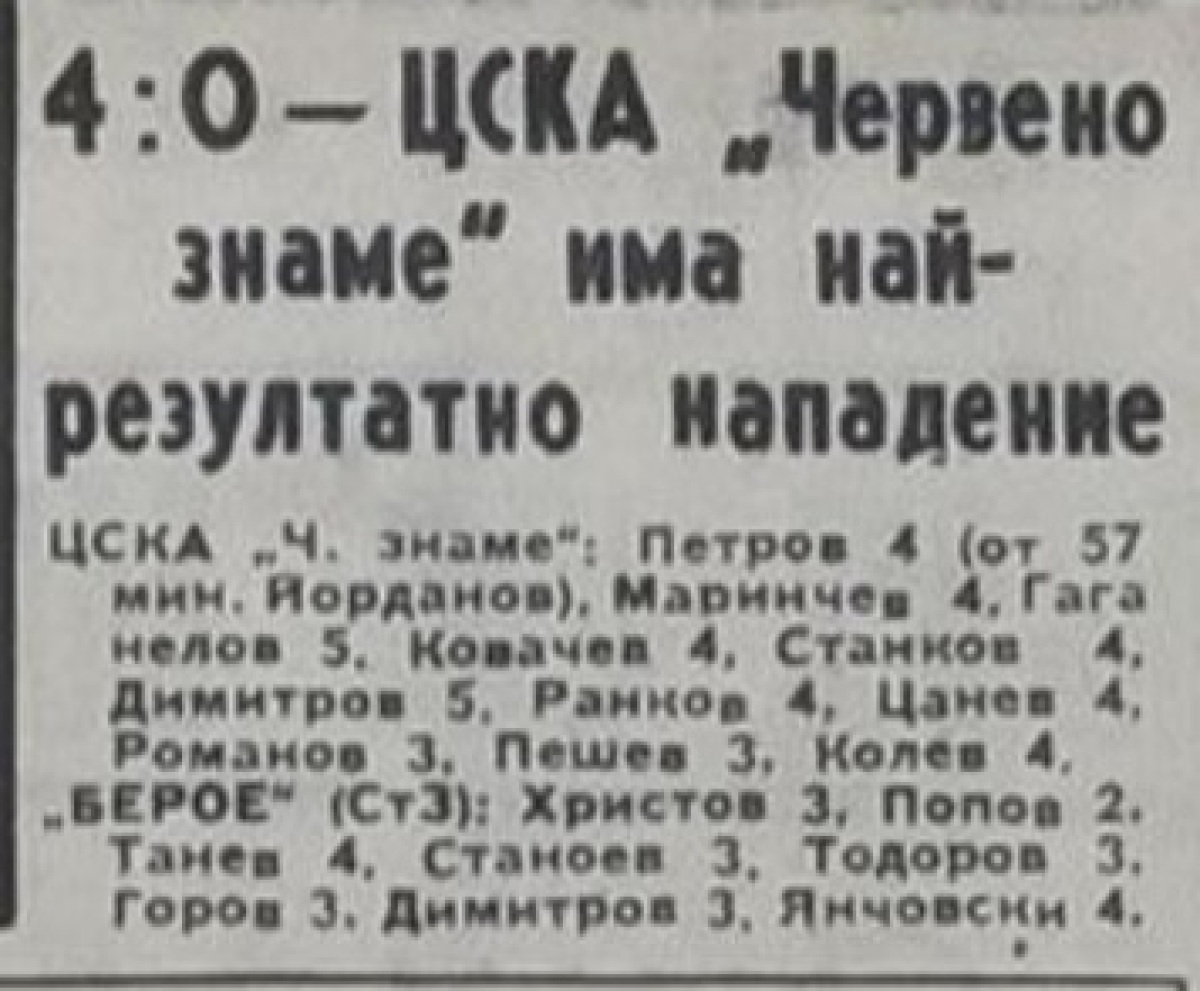 4:0 — ЦСКА „Червено
знаме“ има най-
резултатно нападение
ЦСКА „Ч. знаме“: Петров 4 (от 57
мин. Йорданов), Маринчев 4, Гага
нелов 5, Ковачев 4, Станков 4,
Димитров 5, Ранков 4, Цанев 4,
Романов 3, Пешев 3, Колев 4.
„БЕРОЕ“ (СтЗ): Христов 3, Попов 2,
Танев 4, Станоев 3, Тодоров 3,
Горов 3, Димитров 3, Янчовски 4,